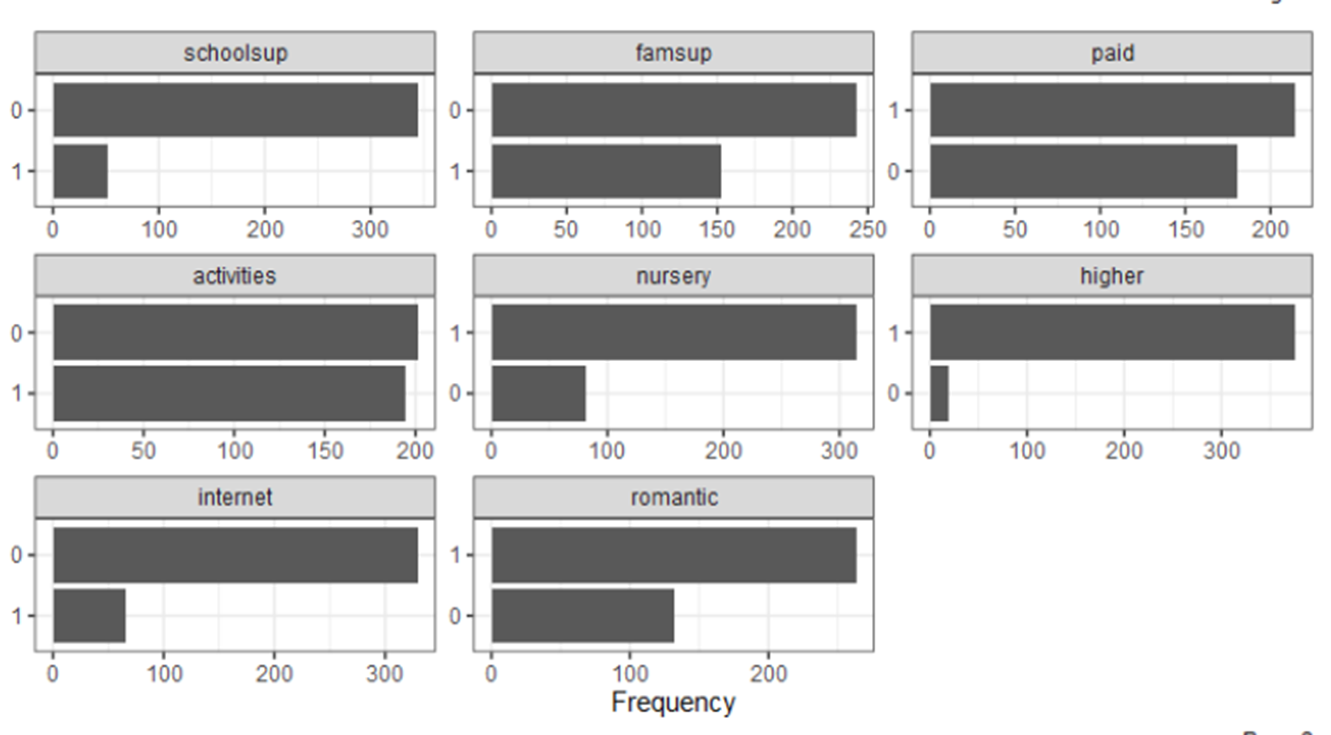 schoolsup famsup paid
0 0 1
1 1 0
0 100 200 300 0 50 100 150 200 250 0 50 100 150 200
activities nursery higher
0 1 1
1 0 0
0 50 100 150 200 0 100 200 300 0 100 200 300
internet romantic
0 1
1 0
0 100 200 300 0 100 200
Frequency